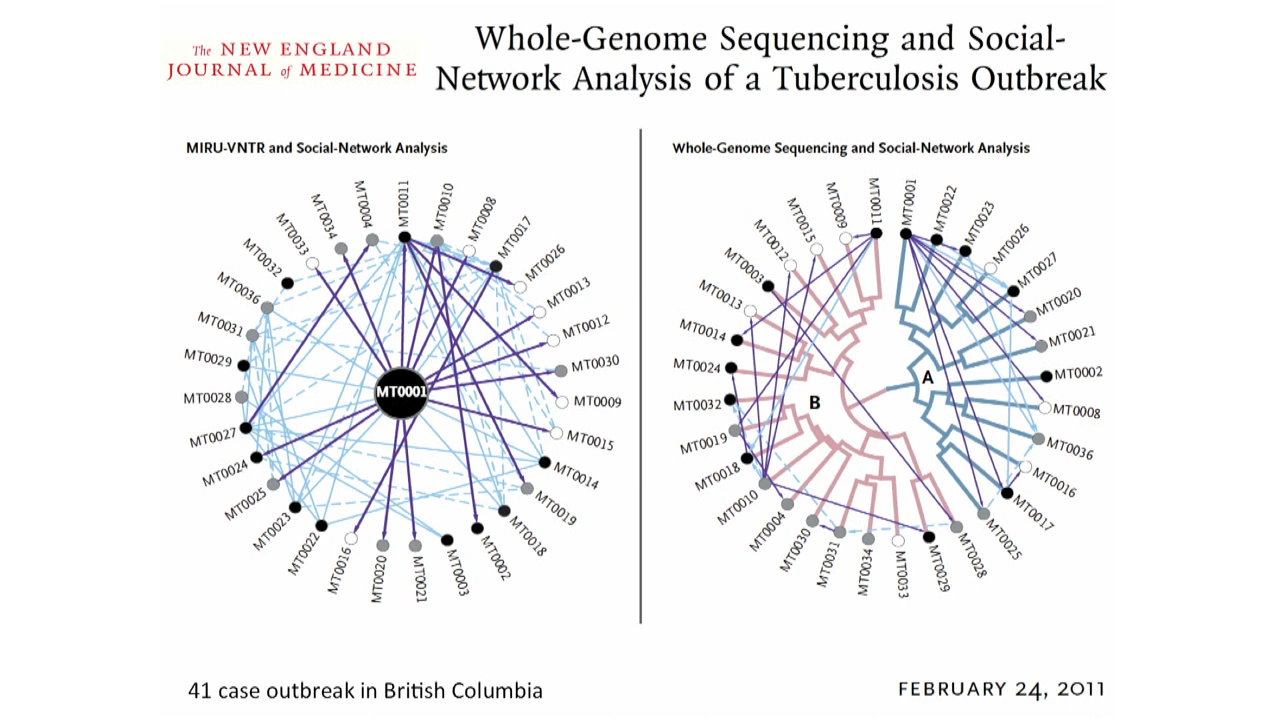 The NEW ENGLAND
JOURNAL of MEDICINE
Whole-Genome Sequencing and Social-
Network Analysis of a Tuberculosis Outbreak
MIRU-VNTR and Social-Network Analysis
MT0011
MT0010
MT0008
MT0017
MT0026
MT0013
MT0012
MT0030
MT0009
MT0015
MT0014
MT0019
MT0018
MT0002
MT0003
MT0021
MT0020
MT0016
MT0022
MT0023
MT0025
MT0024
MT0027
MT0028
MT0029
MT0031
MT0036
MT0032
MT0033
MT0034
MT0004
MT0001
Whole-Genome Sequencing and Social-Network Analysis
MT0001
MT0022
MT0023
MT0026
MT0027
MT0020
MT0021
MT0002
MT0008
MT0036
MT0016
MT0017
MT0025
MT0028
MT0029
MT0033
MT0034
MT0031
MT0030
MT0004
MT0010
MT0018
MT0019
MT0032
MT0024
MT0014
MT0013
MT0003
MT0012
MT0015
MT0009
MT0011
A
B
41 case outbreak in British Columbia
FEBRUARY 24, 2011